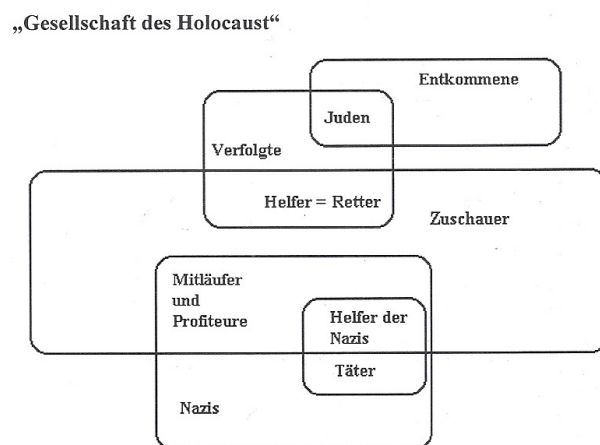 „Gesellschaft des Holocaust“
Entkommene
Juden
Verfolgte
Helfer = Retter
Zuschauer
Mitläufer
und
Profiteure
Helfer der
Nazis
Täter
Nazis